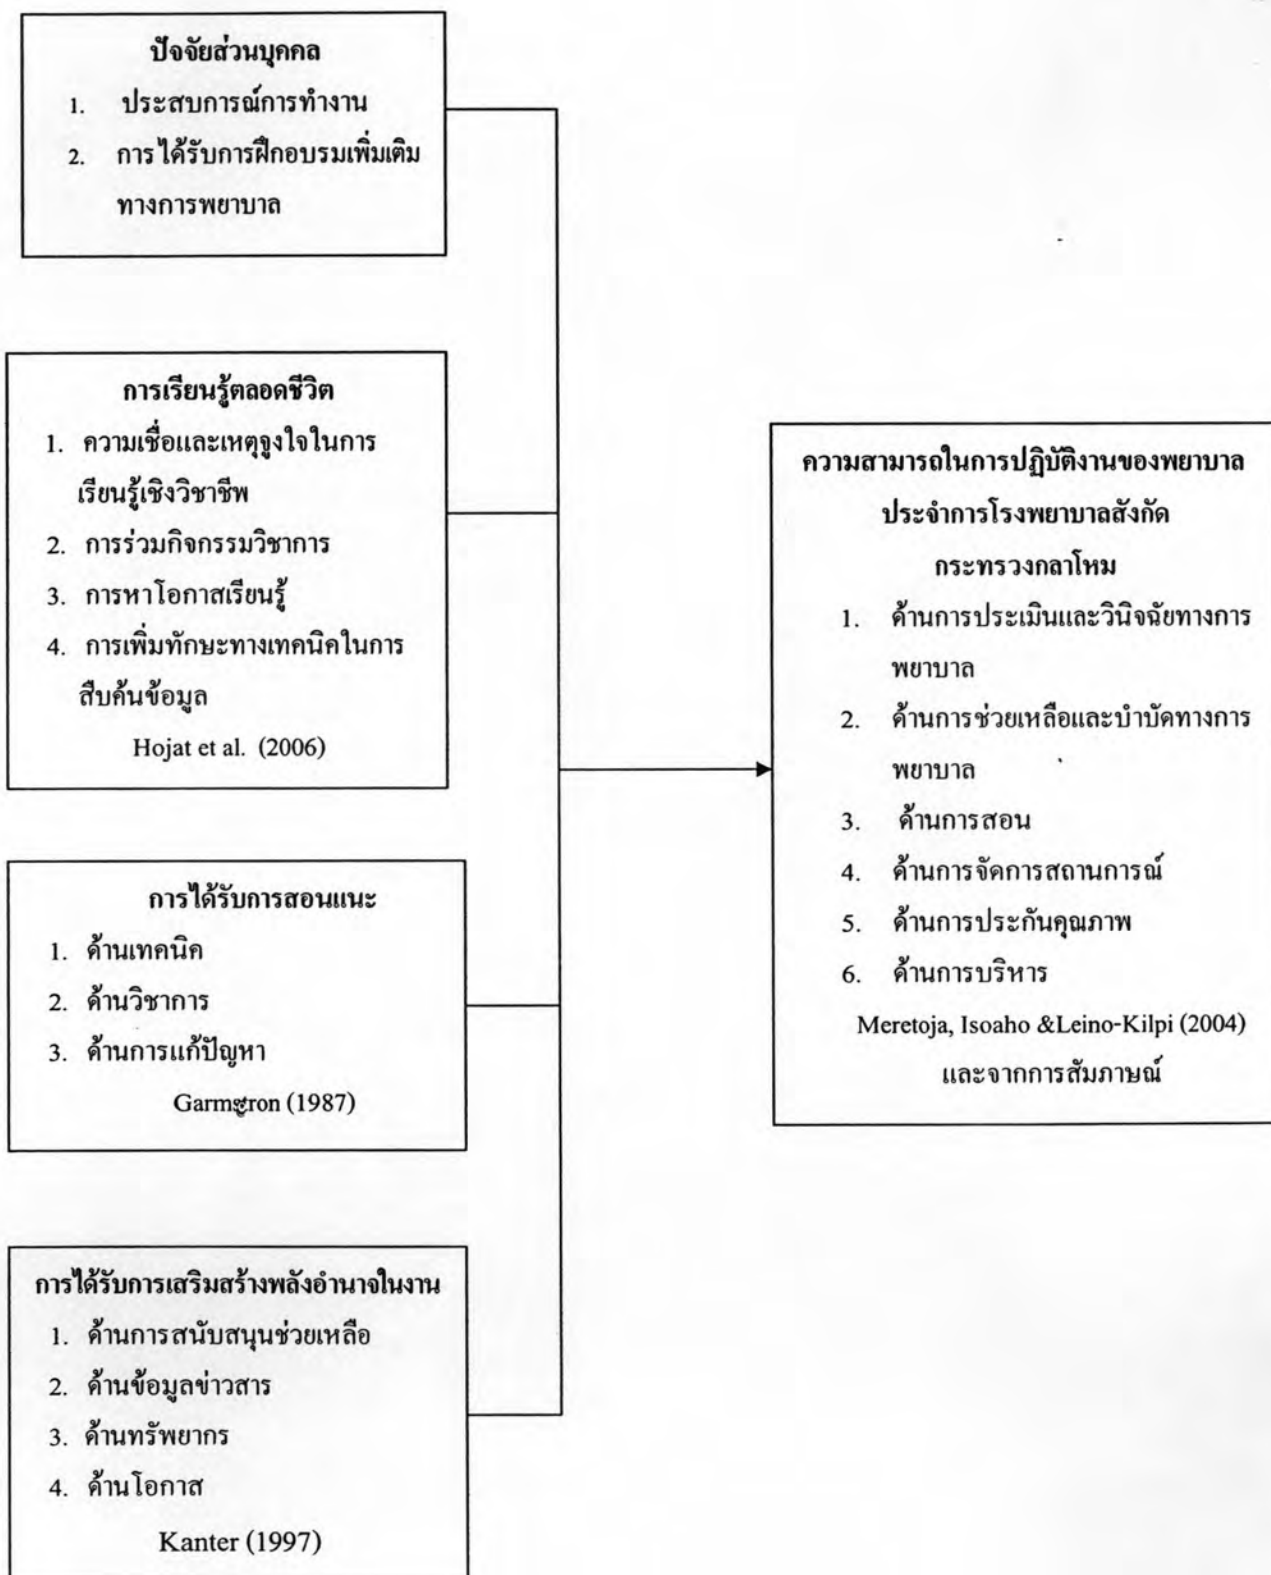 ปัจจัยส่วนบุคคล
1. ประสบการณ์การทำงาน
2. การได้รับการฝึกอบรมเพิ่มเติม
ทางการพยาบาล
การเรียนรู้ตลอดชีวิต
1. ความเชื่อและเหตุจูงใจในการ
เรียนรู้เชิงวิชาชีพ
2. การร่วมกิจกรรมวิชาการ
3. การหาโอกาสเรียนรู้
4. การเพิ่มทักษะทางเทคนิคในการ
สืบค้นข้อมูล
Hojat et al. (2006)
การได้รับการสอนแนะ
1. ด้านเทคนิค
2. ด้านวิชาการ
3. ด้านการแก้ปัญหา
(1987)
การได้รับการเสริมสร้างพลังอำนาจในงาน
1. ด้านการสนับสนุนช่วยเหลือ
2. ด้านข้อมูลข่าวสาร
3. ด้านทรัพยากร
4. ด้านโอกาส
Kanter (1997)
ความสามารถในการปฏิบัติงานของพยาบาล
ประจำการโรงพยาบาลสังกัด
กระทรวงกลาโหม
1. ด้านการประเมินและวินิจฉัยทางการ
พยาบาล
2. ด้านการช่วยเหลือและบำบัดทางการ
พยาบาล
3. ด้านการสอน
4. ด้านการจัดการสถานการณ์
5. ด้านการประกันคุณภาพ
6. ด้านการบริหาร
Meretoja, Isoaho &Leino-Kilpi (2004)
และจากการสัมภาษณ์